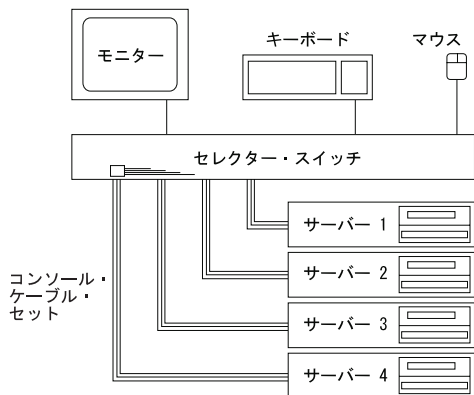 モニター
キーボード
マウス
セレクター・スイッチ
サーバー 1
サーバー 2
サーバー 3
サーバー 4
コンソール・
ケーブル・
セット